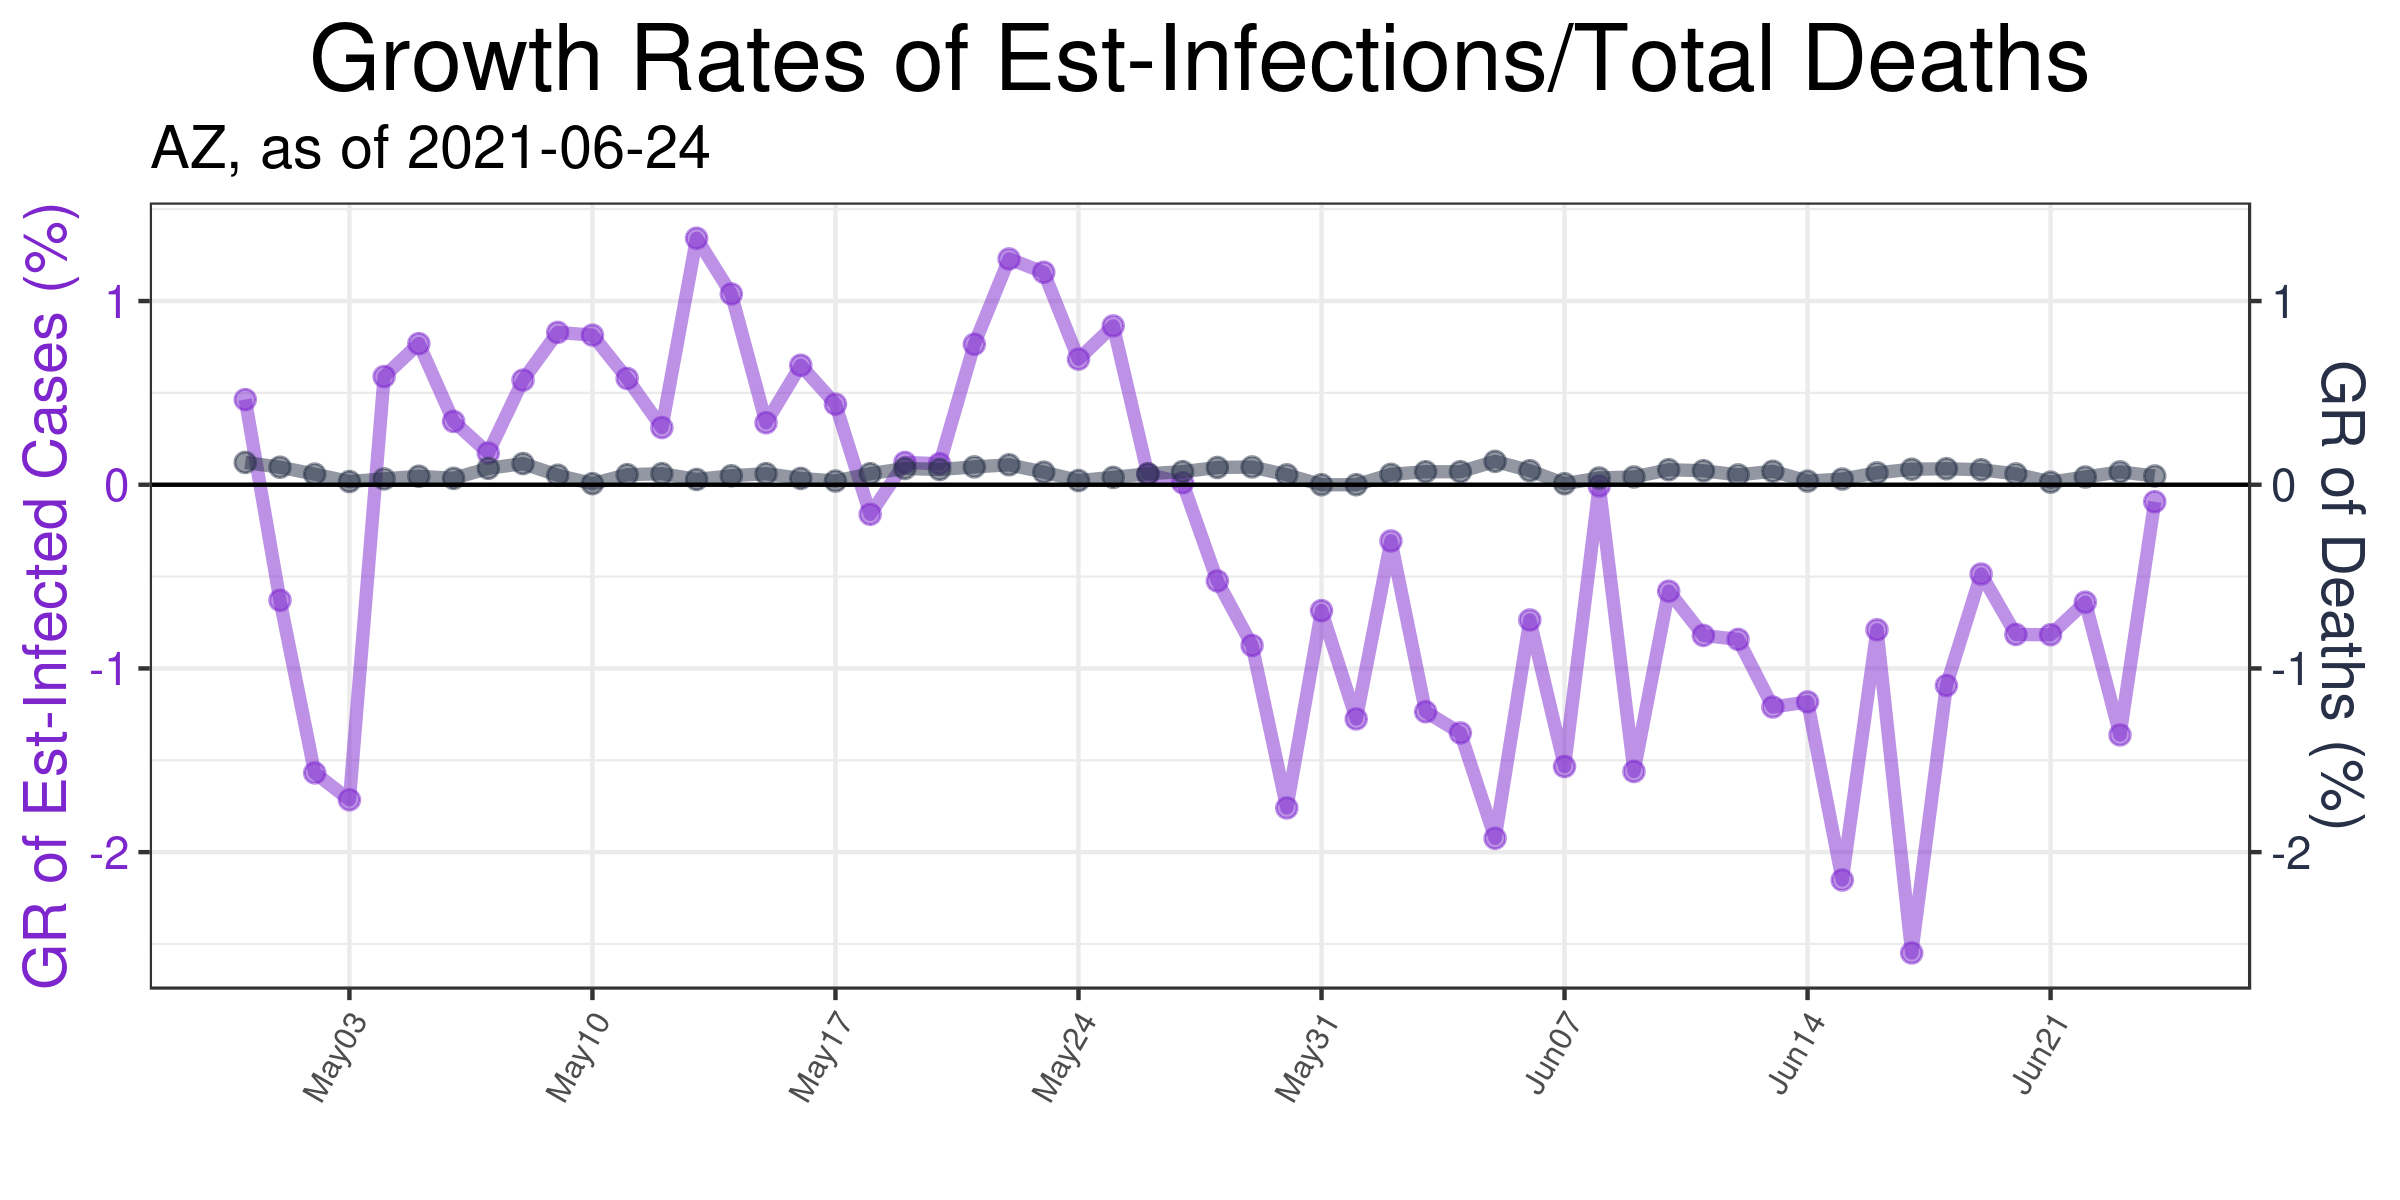 Growth Rates of Est-Infections/Total Deaths
AZ, as of 2021-06-24
GR of Est-Infected Cases (%)
1
0
-1
-2
1
0
-1
-2
GR of Deaths (%)
May03
May10
May17
May24
May31
Jun07
Jun14
Jun21